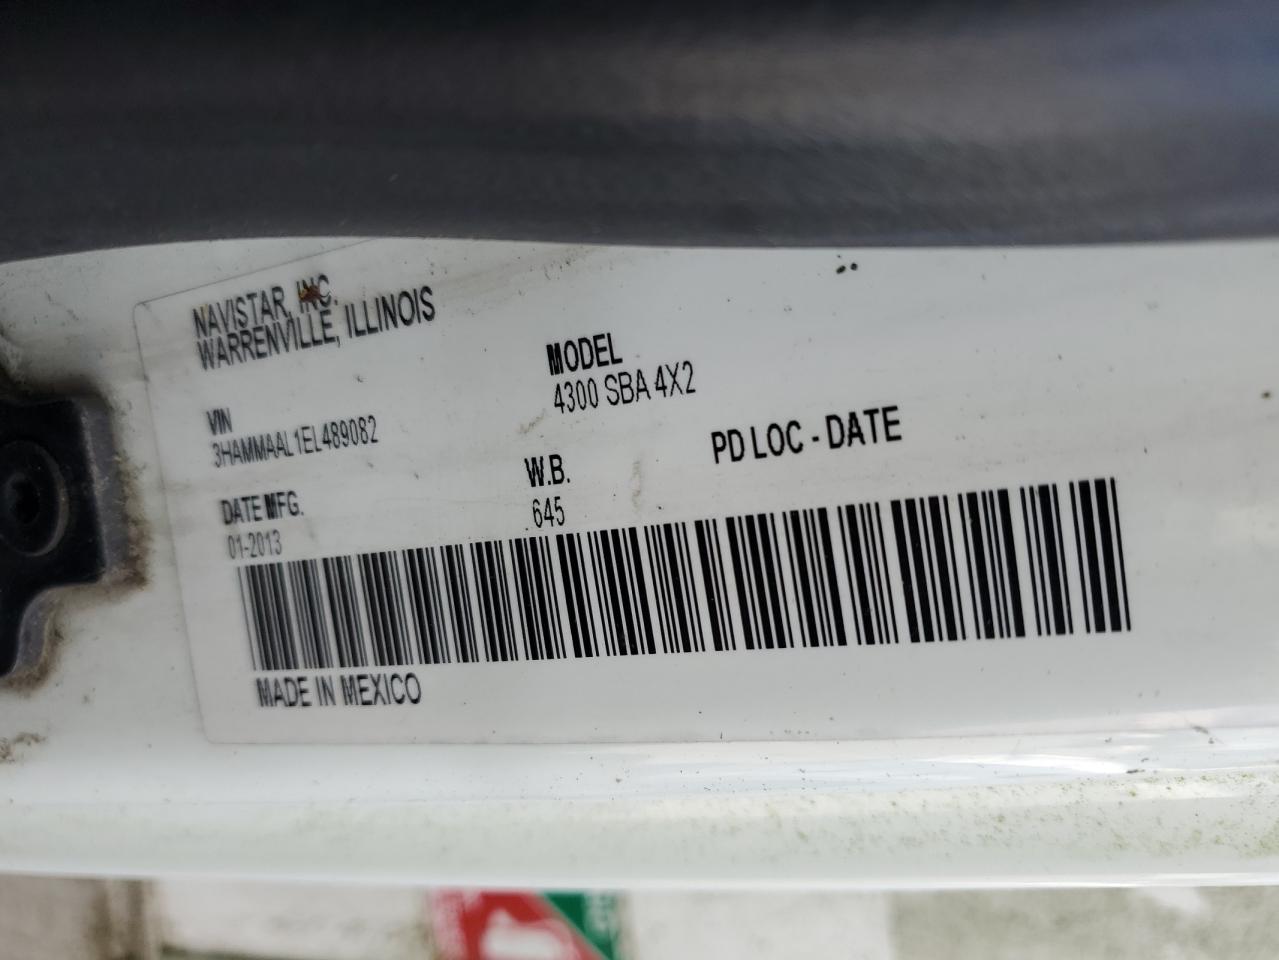 NAVISTAR, INC.
WARRENVILLE, ILLINOIS
VIN
3HAMMAAL1EL489082
MODEL
4300 SBA 4X2
DATE MFG.
01-2013
W.B.
645
PD LOC - DATE
MADE IN MEXICO